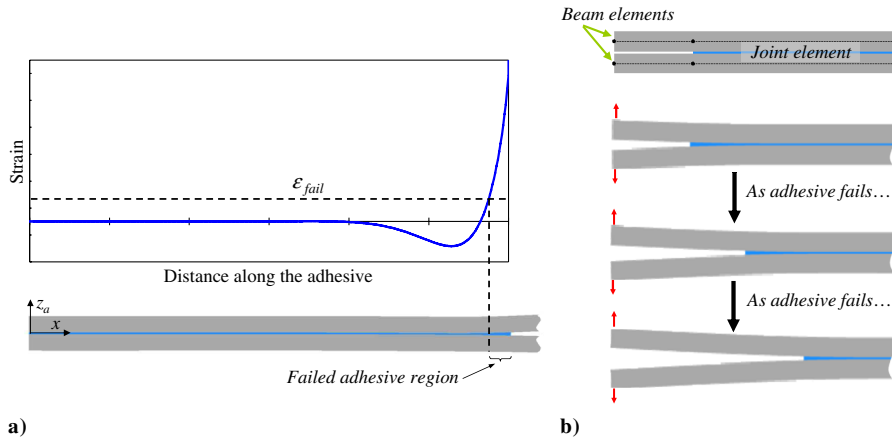 Strain
ε_fail
Distance along the adhesive
z_a
x
Failed adhesive region
a)
Beam elements
Joint element
As adhesive fails…
As adhesive fails…
b)